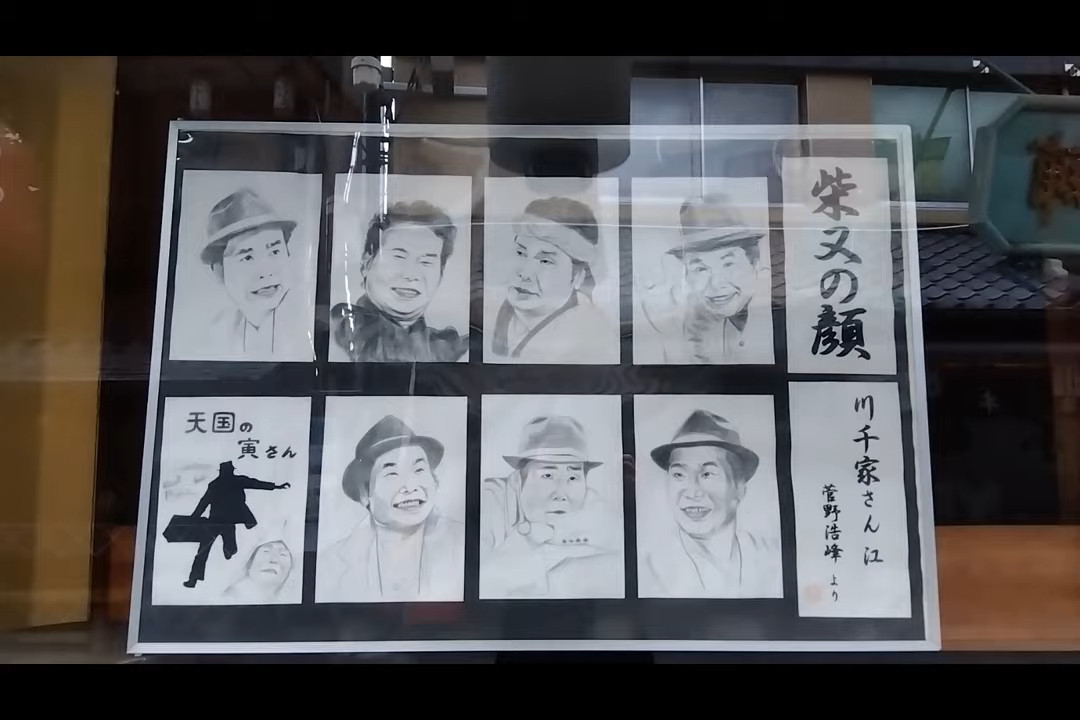 柴又の顔
川千家さん江
菅野浩峰より
天国の
寅さん